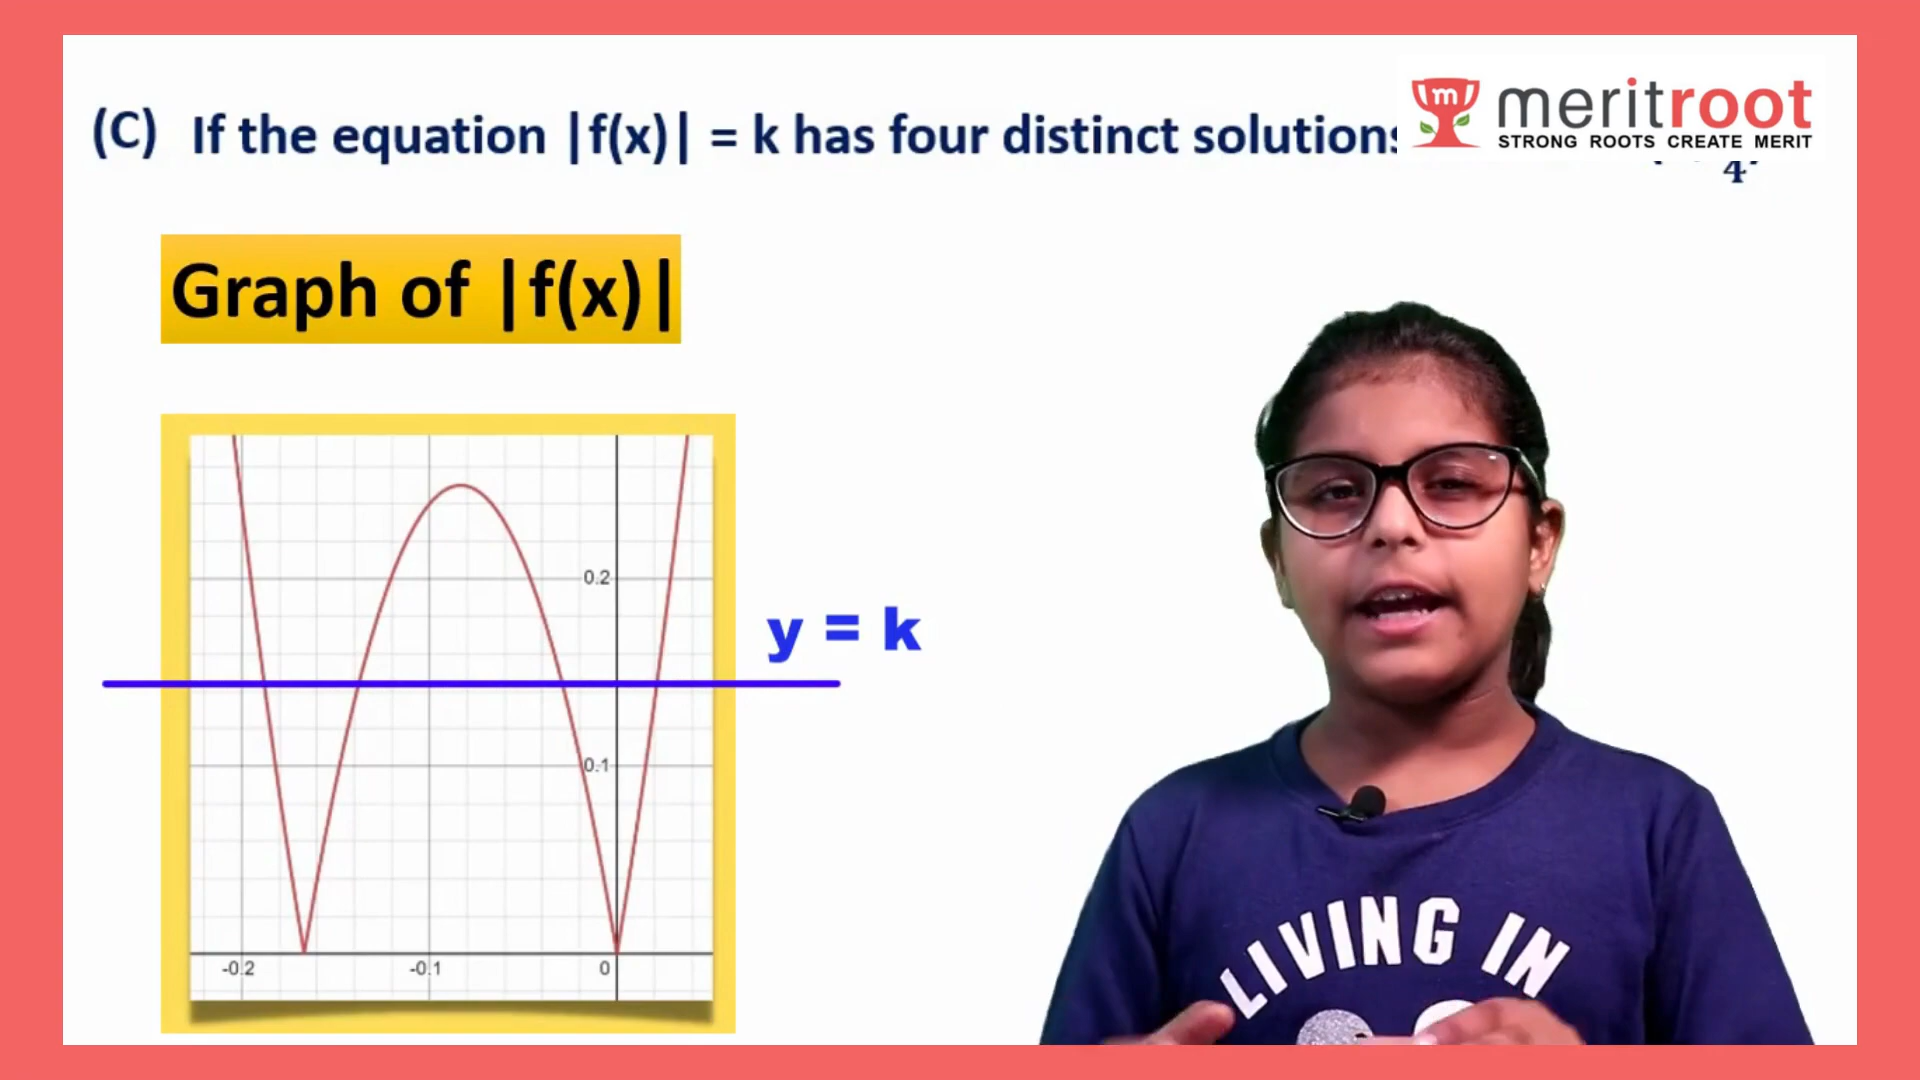 (C) If the equation |f(x)| = k has four distinct solutions
4
meritroot
STRONG ROOTS CREATE MERIT
Graph of |f(x)|
0.2
y = k
0.1
-0.2 -0.1 0
LIVING IN